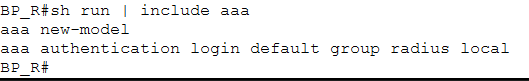 BP_R#sh run | include aaa
aaa new-model
aaa authentication login default group radius local
BP_R#